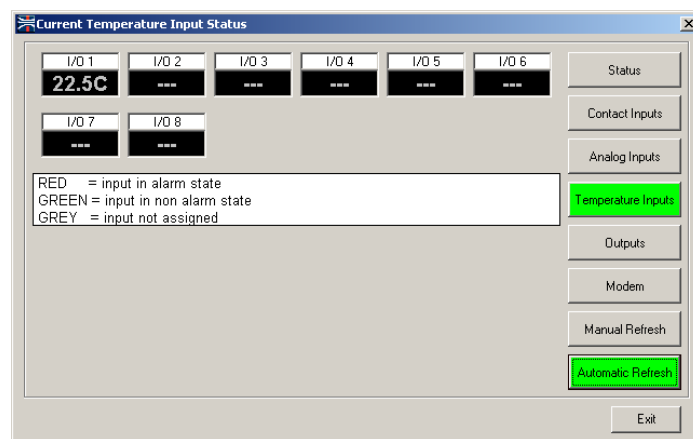 Current Temperature Input Status
I/O 1 I/O 2 I/O 3 I/O 4 I/O 5 I/O 6
22.5C --- --- --- --- ---
I/O 7 I/O 8
--- ---
RED = input in alarm state
GREEN = input in non alarm state
GREY = input not assigned
Status
Contact Inputs
Analog Inputs
Temperature Inputs
Outputs
Modem
Manual Refresh
Automatic Refresh
Exit